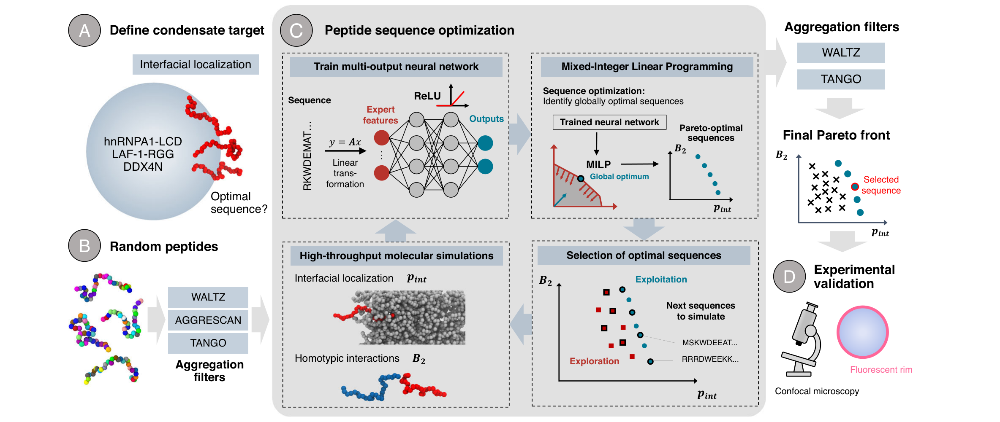 A
Define condensate target
Interfacial localization
hnRNPA1-LCD
LAF-1-RGG
DDX4N
Optimal
sequence?
B
Random peptides
WALTZ
AGGRESCAN
TANGO
Aggregation
filters
C
Peptide sequence optimization
Train multi-output neural network
Sequence
RKWDEMAT...
y = Ax
Linear
trans-
formation
Expert
features
⋮
ReLU
Outputs
Mixed-Integer Linear Programming
Sequence optimization:
Identify globally optimal sequences
Trained neural network
MILP
Global optimum
Pareto-optimal
sequences
B₂
p_int
High-throughput molecular simulations
Interfacial localization p_int
Homotypic interactions B₂
Selection of optimal sequences
B₂
Exploitation
Next sequences
to simulate
MSKWDEEAT...
RRRDWEEKK...
Exploration
p_int
Aggregation filters
WALTZ
TANGO
Final Pareto front
B₂
Selected
sequence
p_int
D
Experimental
validation
Fluorescent rim
Confocal microscopy